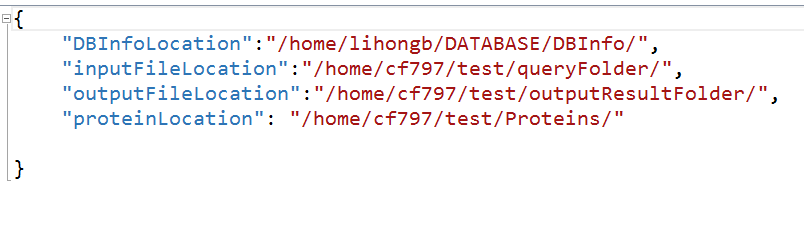 {
"DBInfoLocation":"/home/lihongb/DATABASE/DBInfo/",
"inputFileLocation":"/home/cf797/test/queryFolder/",
"outputFileLocation":"/home/cf797/test/outputResultFolder/",
"proteinLocation": "/home/cf797/test/Proteins/"
}